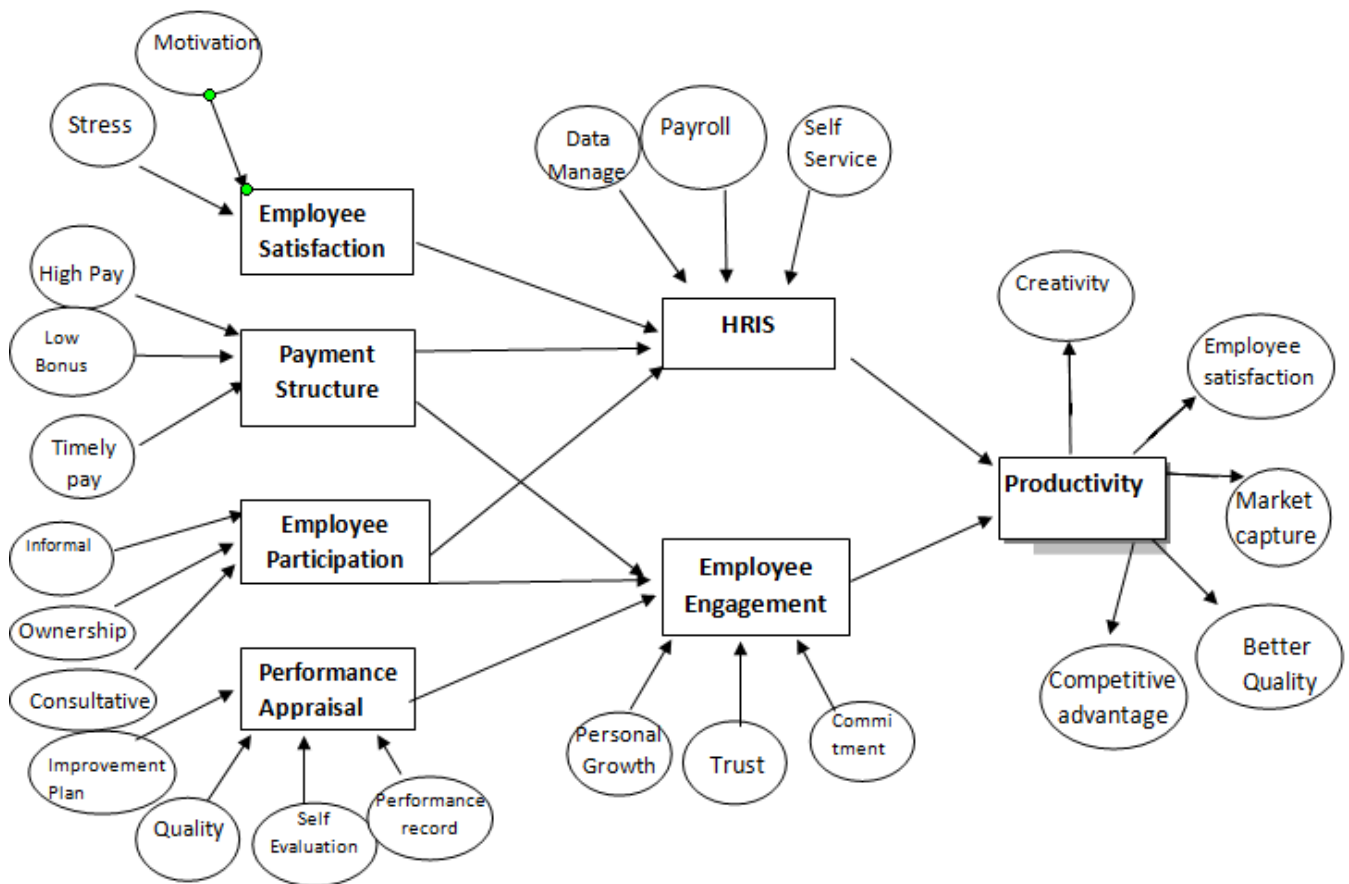 Motivation
Stress
Data
Manage
Payroll
Self
Service
Employee
Satisfaction
High Pay
Low
Bonus
Timely
pay
Payment
Structure
HRIS
Creativity
Employee
satisfaction
Productivity
Market
capture
Better
Quality
Competitive
advantage
Informal
Ownership
Consultative
Employee
Participation
Employee
Engagement
Performance
Appraisal
Improvement
Plan
Quality
Self
Evaluation
Performance
record
Personal
Growth
Trust
Commi
tment